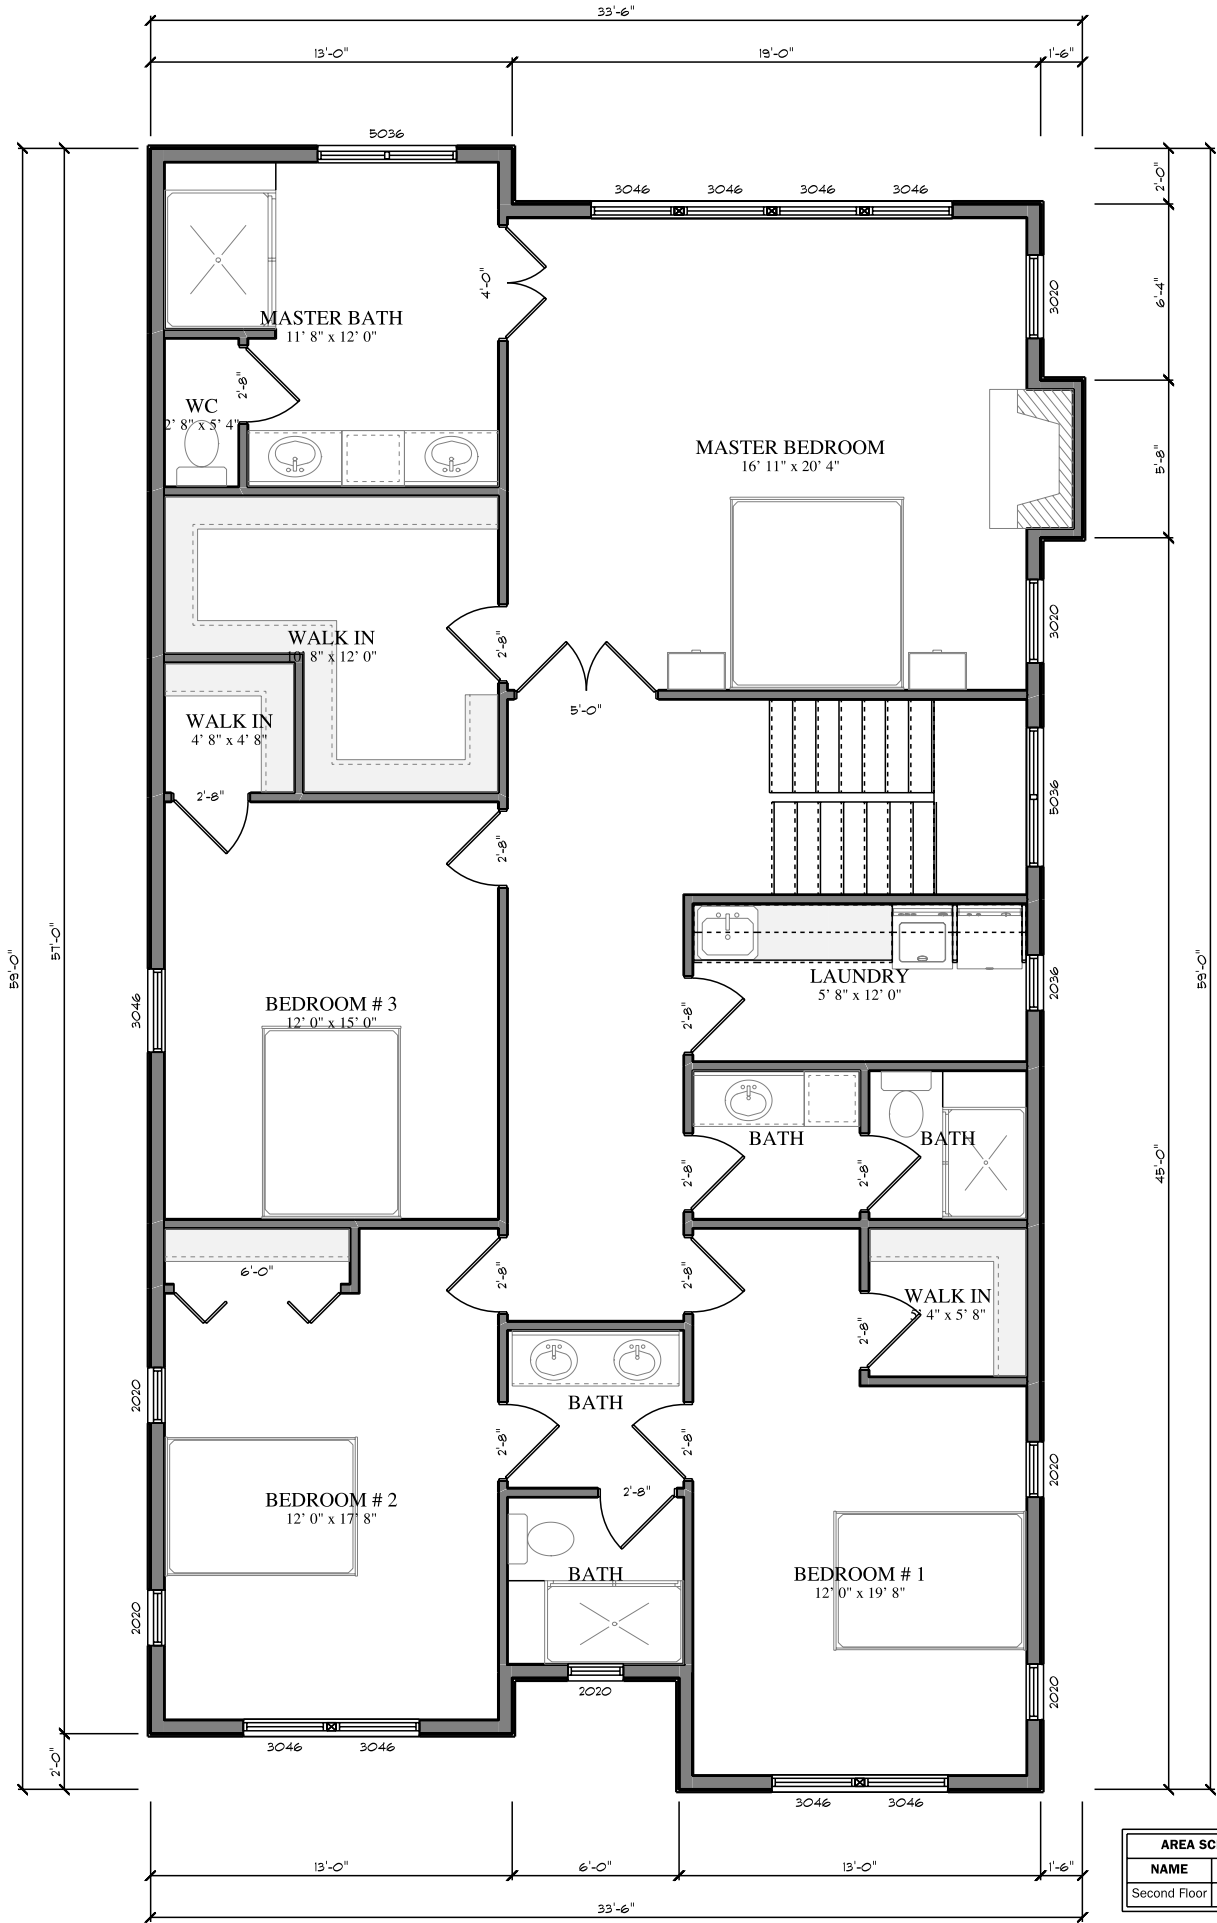 33'-6"
13'-0"
19'-0"
1'-6"
5036
3046 3046 3046 3046
2'-0"
4'-0"
3020
6'-4"
MASTER BATH
11' 8" x 12' 0"
2'-8"
WC
2' 8" x 5' 4"
MASTER BEDROOM
16' 11" x 20' 4"
5'-8"
WALK IN
10' 8" x 12' 0"
2'-8"
3020
5'-0"
WALK IN
4' 8" x 4' 8"
2'-8"
2'-8"
5036
59'-0"
57'-0"
3046
BEDROOM # 3
12' 0" x 15' 0"
LAUNDRY
5' 8" x 12' 0"
2'-8"
2036
59'-0"
BATH
BATH
2'-8"
2'-8"
45'-0"
6'-0"
2'-8"
2'-8"
WALK IN
5' 4" x 5' 8"
2'-8"
2020
BATH
2'-8"
2'-8"
2020
2'-8"
BEDROOM # 2
12' 0" x 17' 8"
BATH
BEDROOM # 1
12' 0" x 19' 8"
2020
2020
2020
3046 3046
2'-0"
3046 3046
13'-0"
6'-0"
13'-0"
1'-6"
33'-6"
AREA SC
NAME
Second Floor